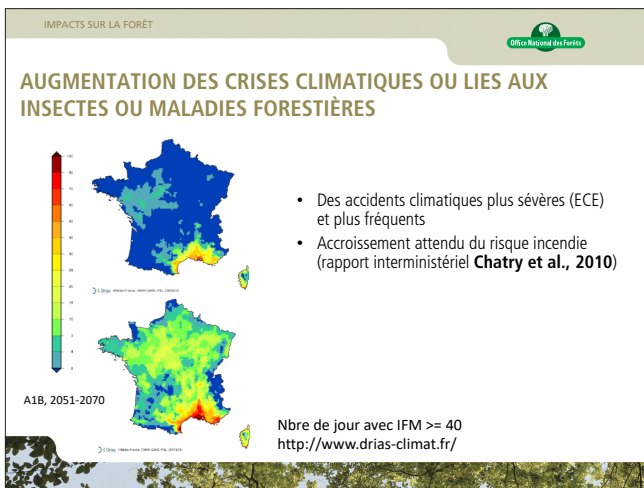 IMPACTS SUR LA FORÊT
Office National des Forêts
AUGMENTATION DES CRISES CLIMATIQUES OU LIES AUX
INSECTES OU MALADIES FORESTIÈRES
• Des accidents climatiques plus sévères (ECE)
et plus fréquents
• Accroissement attendu du risque incendie
(rapport interministériel Chatry et al., 2010)
A1B, 2051-2070
Nbre de jour avec IFM >= 40
http://www.drias-climat.fr/